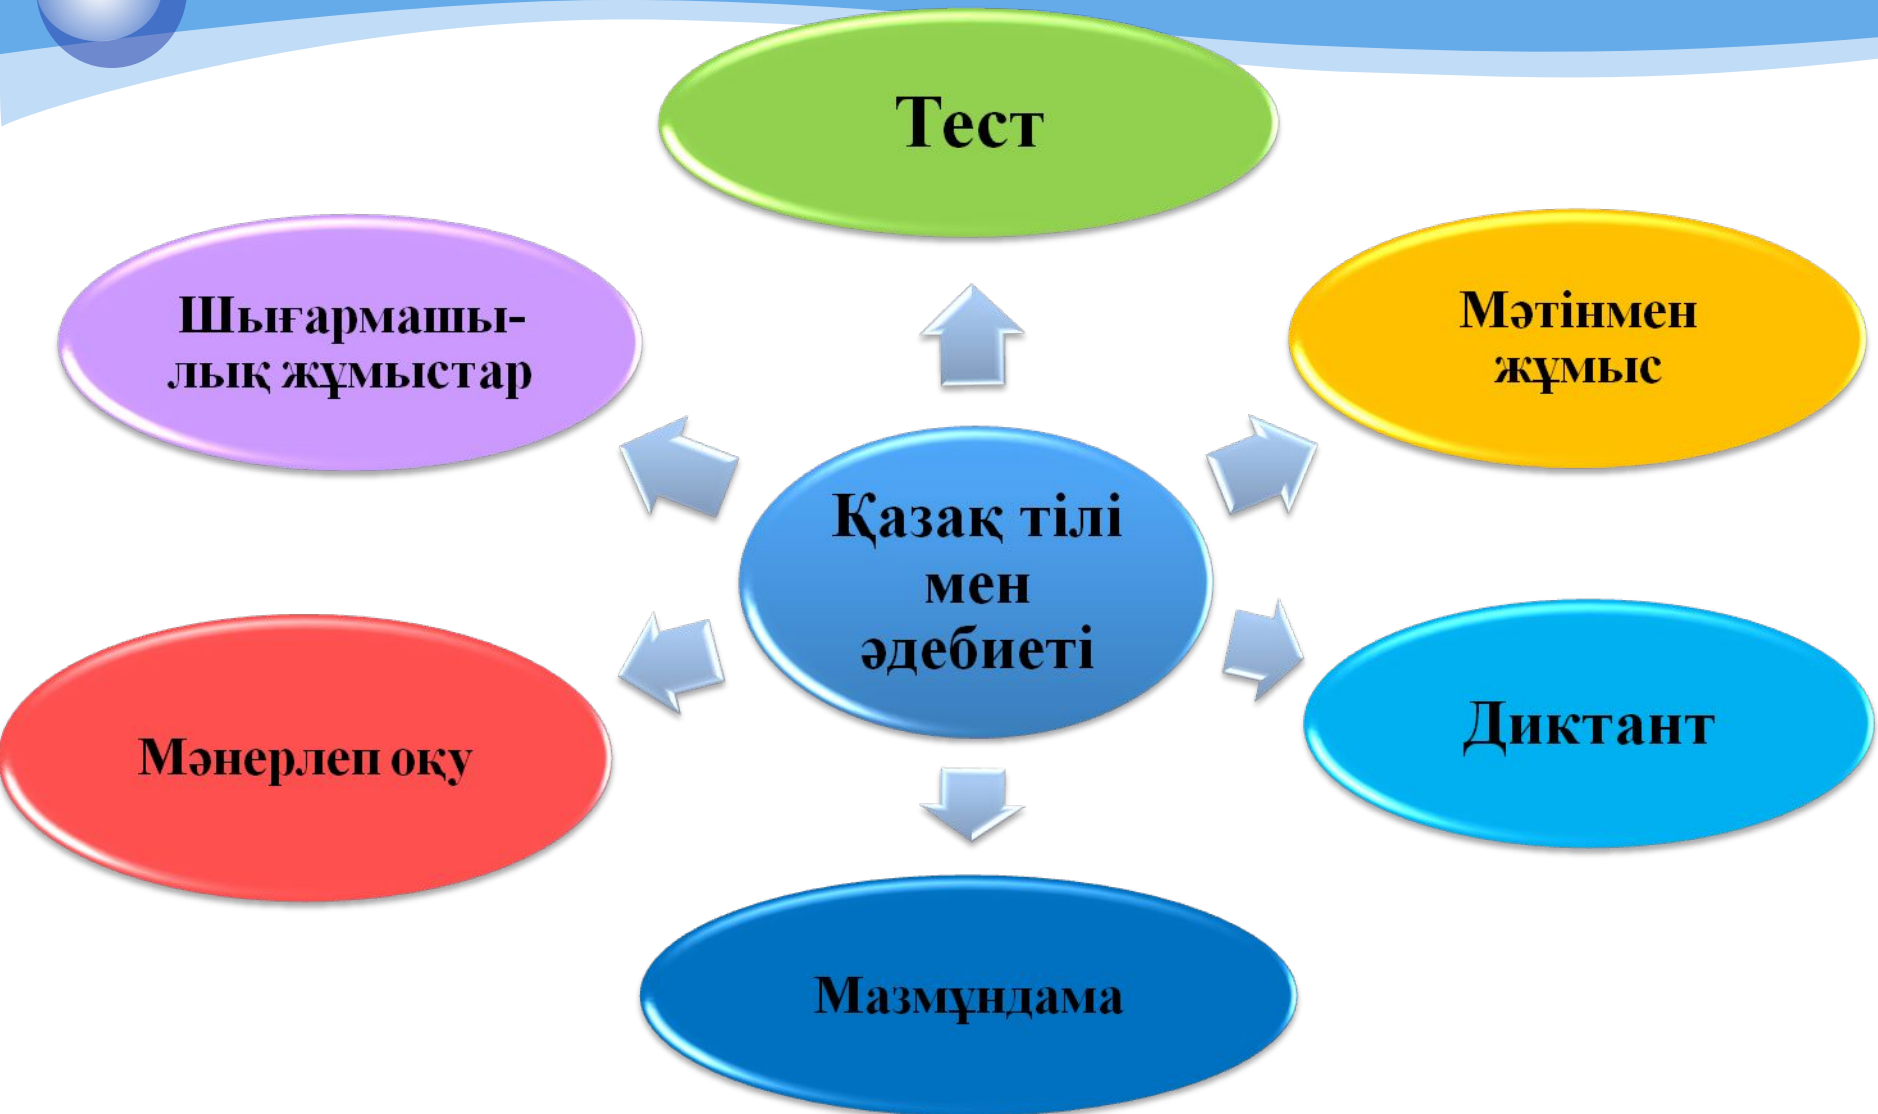 Тест
Шығармашы-
лық жұмыстар
Мәтінмен
жұмыс
Қазақ тілі
мен
әдебиеті
Мәнерлеп оқу
Диктант
Мазмұндама